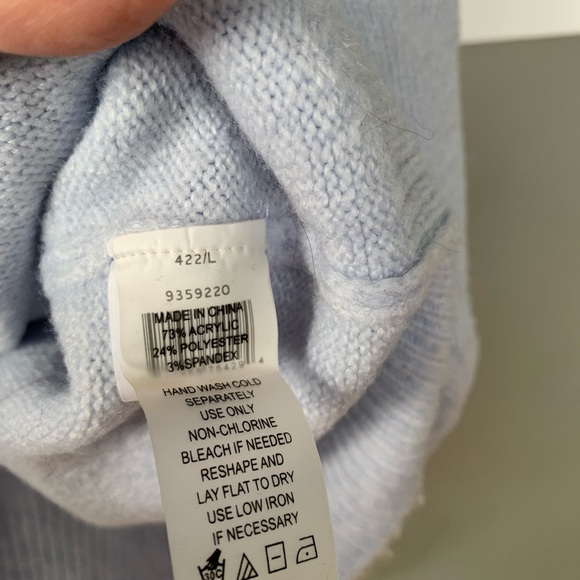 422/L
9359220
MADE IN CHINA
73% ACRYLIC
24% POLYESTER
3%SPANDEX
HAND WASH COLD
SEPARATELY
USE ONLY
NON-CHLORINE
BLEACH IF NEEDED
RESHAPE AND
LAY FLAT TO DRY
USE LOW IRON
IF NECESSARY
30C